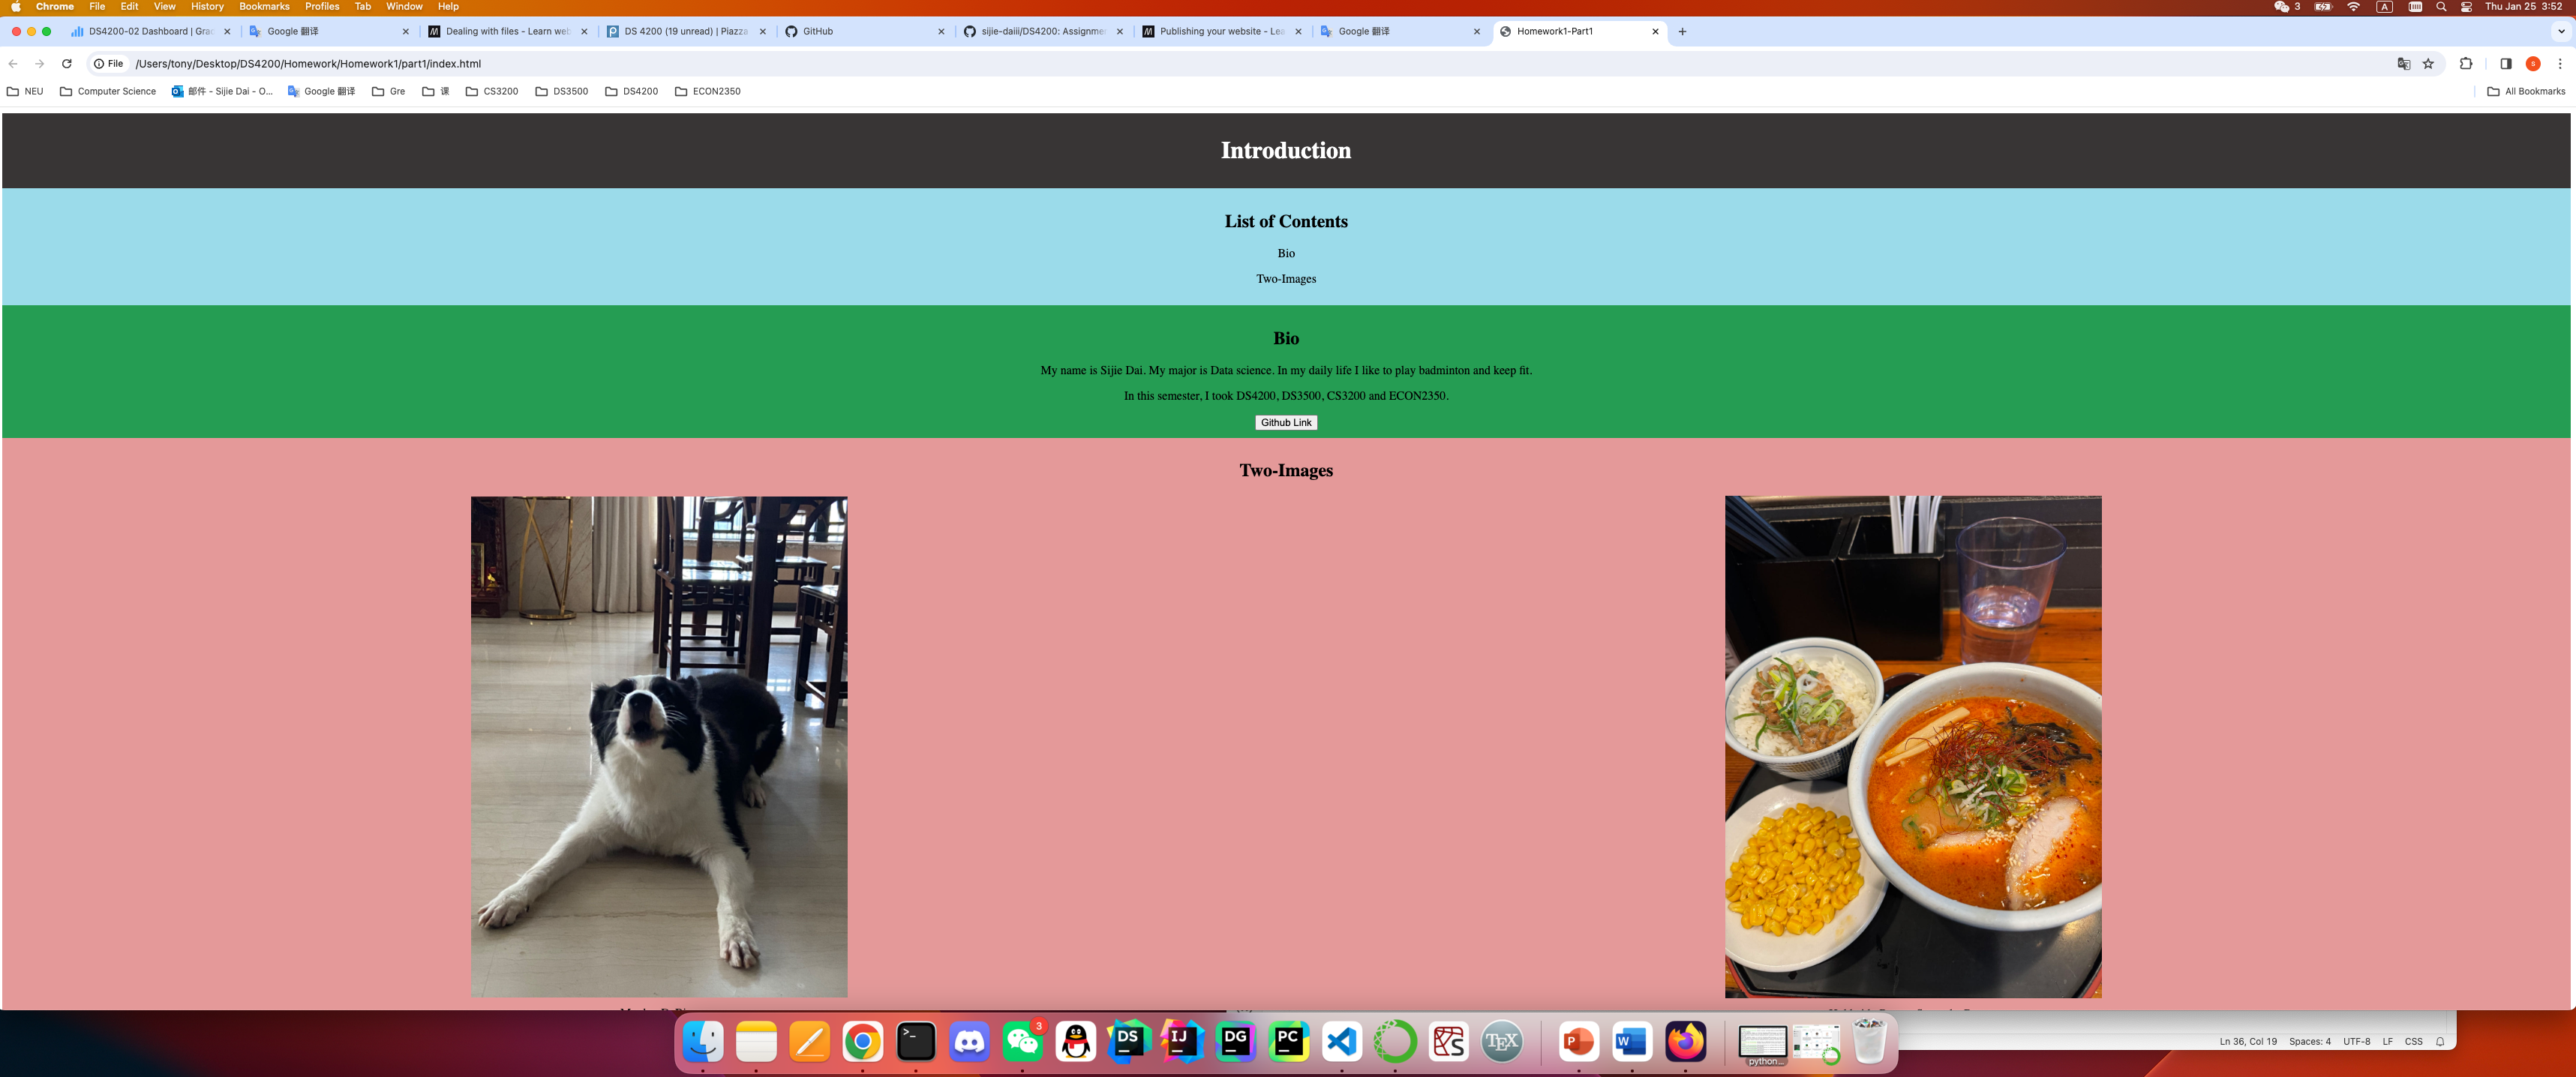 Chrome File Edit View History Bookmarks Profiles Tab Window Help 3 A Thu Jan 25 3:52
DS4200-02 Dashboard | Grac Google 翻译 Dealing with files - Learn web DS 4200 (19 unread) | Piazza GitHub sijie-daiii/DS4200: Assignmen Publishing your website - Lea Google 翻译 Homework1-Part1
File /Users/tony/Desktop/DS4200/Homework/Homework1/part1/index.html S
NEU Computer Science 邮件 - Sijie Dai - O... Google 翻译 Gre 课 CS3200 DS3500 DS4200 ECON2350 All Bookmarks
Introduction
List of Contents
Bio
Two-Images
Bio
My name is Sijie Dai. My major is Data science. In my daily life I like to play badminton and keep fit.
In this semester, I took DS4200, DS3500, CS3200 and ECON2350.
Github Link
Two-Images
3
DS IJ DG PC TEX P W
python...
Ln 36, Col 19 Spaces: 4 UTF-8 LF CSS